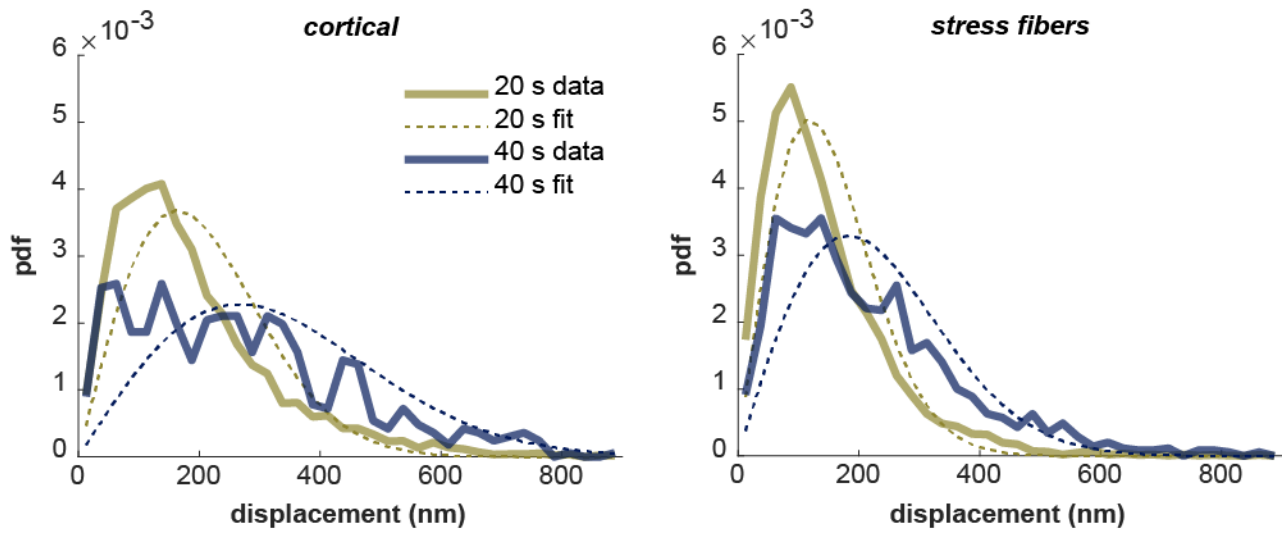 cortical
×10⁻³
6
5
4
3
2
1
0
pdf
0 200 400 600 800
displacement (nm)
20 s data
20 s fit
40 s data
40 s fit
stress fibers
×10⁻³
6
5
4
3
2
1
0
pdf
0 200 400 600 800
displacement (nm)